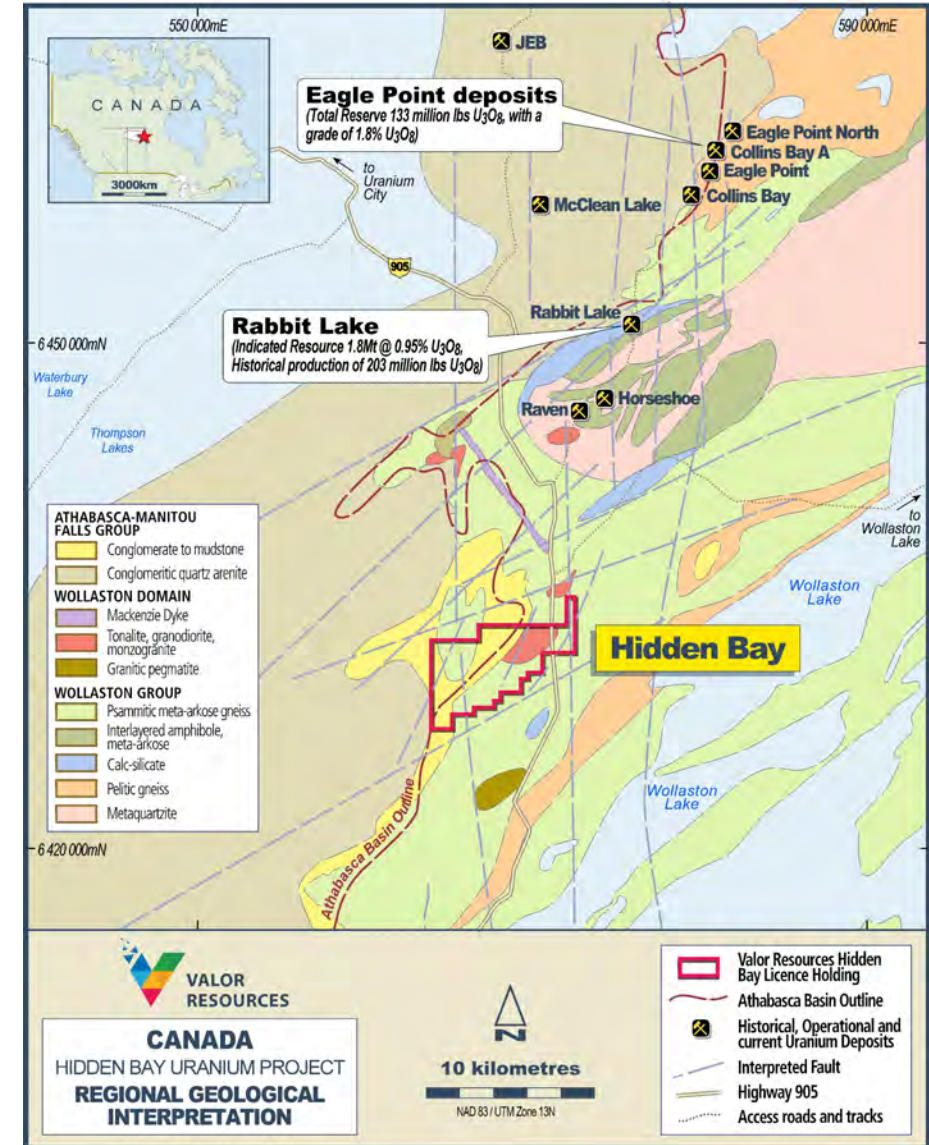 550 000mE
590 000mE
JEB
CANADA
3000km
Eagle Point deposits
(Total Reserve 133 million lbs U₃O₈, with a
grade of 1.8% U₃O₈)
Eagle Point North
Collins Bay A
Eagle Point
Collins Bay
to
Uranium
City
McClean Lake
905
Rabbit Lake
Rabbit Lake
(Indicated Resource 1.8Mt @ 0.95% U₃O₈,
Historical production of 203 million lbs U₃O₈)
6 450 000mN
Waterbury
Lake
Horseshoe
Raven
Thompson
Lakes
to
Wollaston
Lake
ATHABASCA-MANITOU
FALLS GROUP
Conglomerate to mudstone
Conglomeritic quartz arenite
WOLLASTON DOMAIN
Mackenzie Dyke
Tonalite, granodiorite,
monzogranite
Granitic pegmatite
WOLLASTON GROUP
Psammitic meta-arkose gneiss
Interlayered amphibole,
meta-arkose
Calc-silicate
Pelitic gneiss
Metaquartzite
Wollaston
Lake
Hidden Bay
Wollaston
Lake
Athabasca Basin Outline
6 420 000mN
VALOR
RESOURCES
CANADA
HIDDEN BAY URANIUM PROJECT
REGIONAL GEOLOGICAL
INTERPRETATION
N
10 kilometres
NAD 83 / UTM Zone 13N
Valor Resources Hidden
Bay Licence Holding
Athabasca Basin Outline
Historical, Operational and
current Uranium Deposits
Interpreted Fault
Highway 905
Access roads and tracks